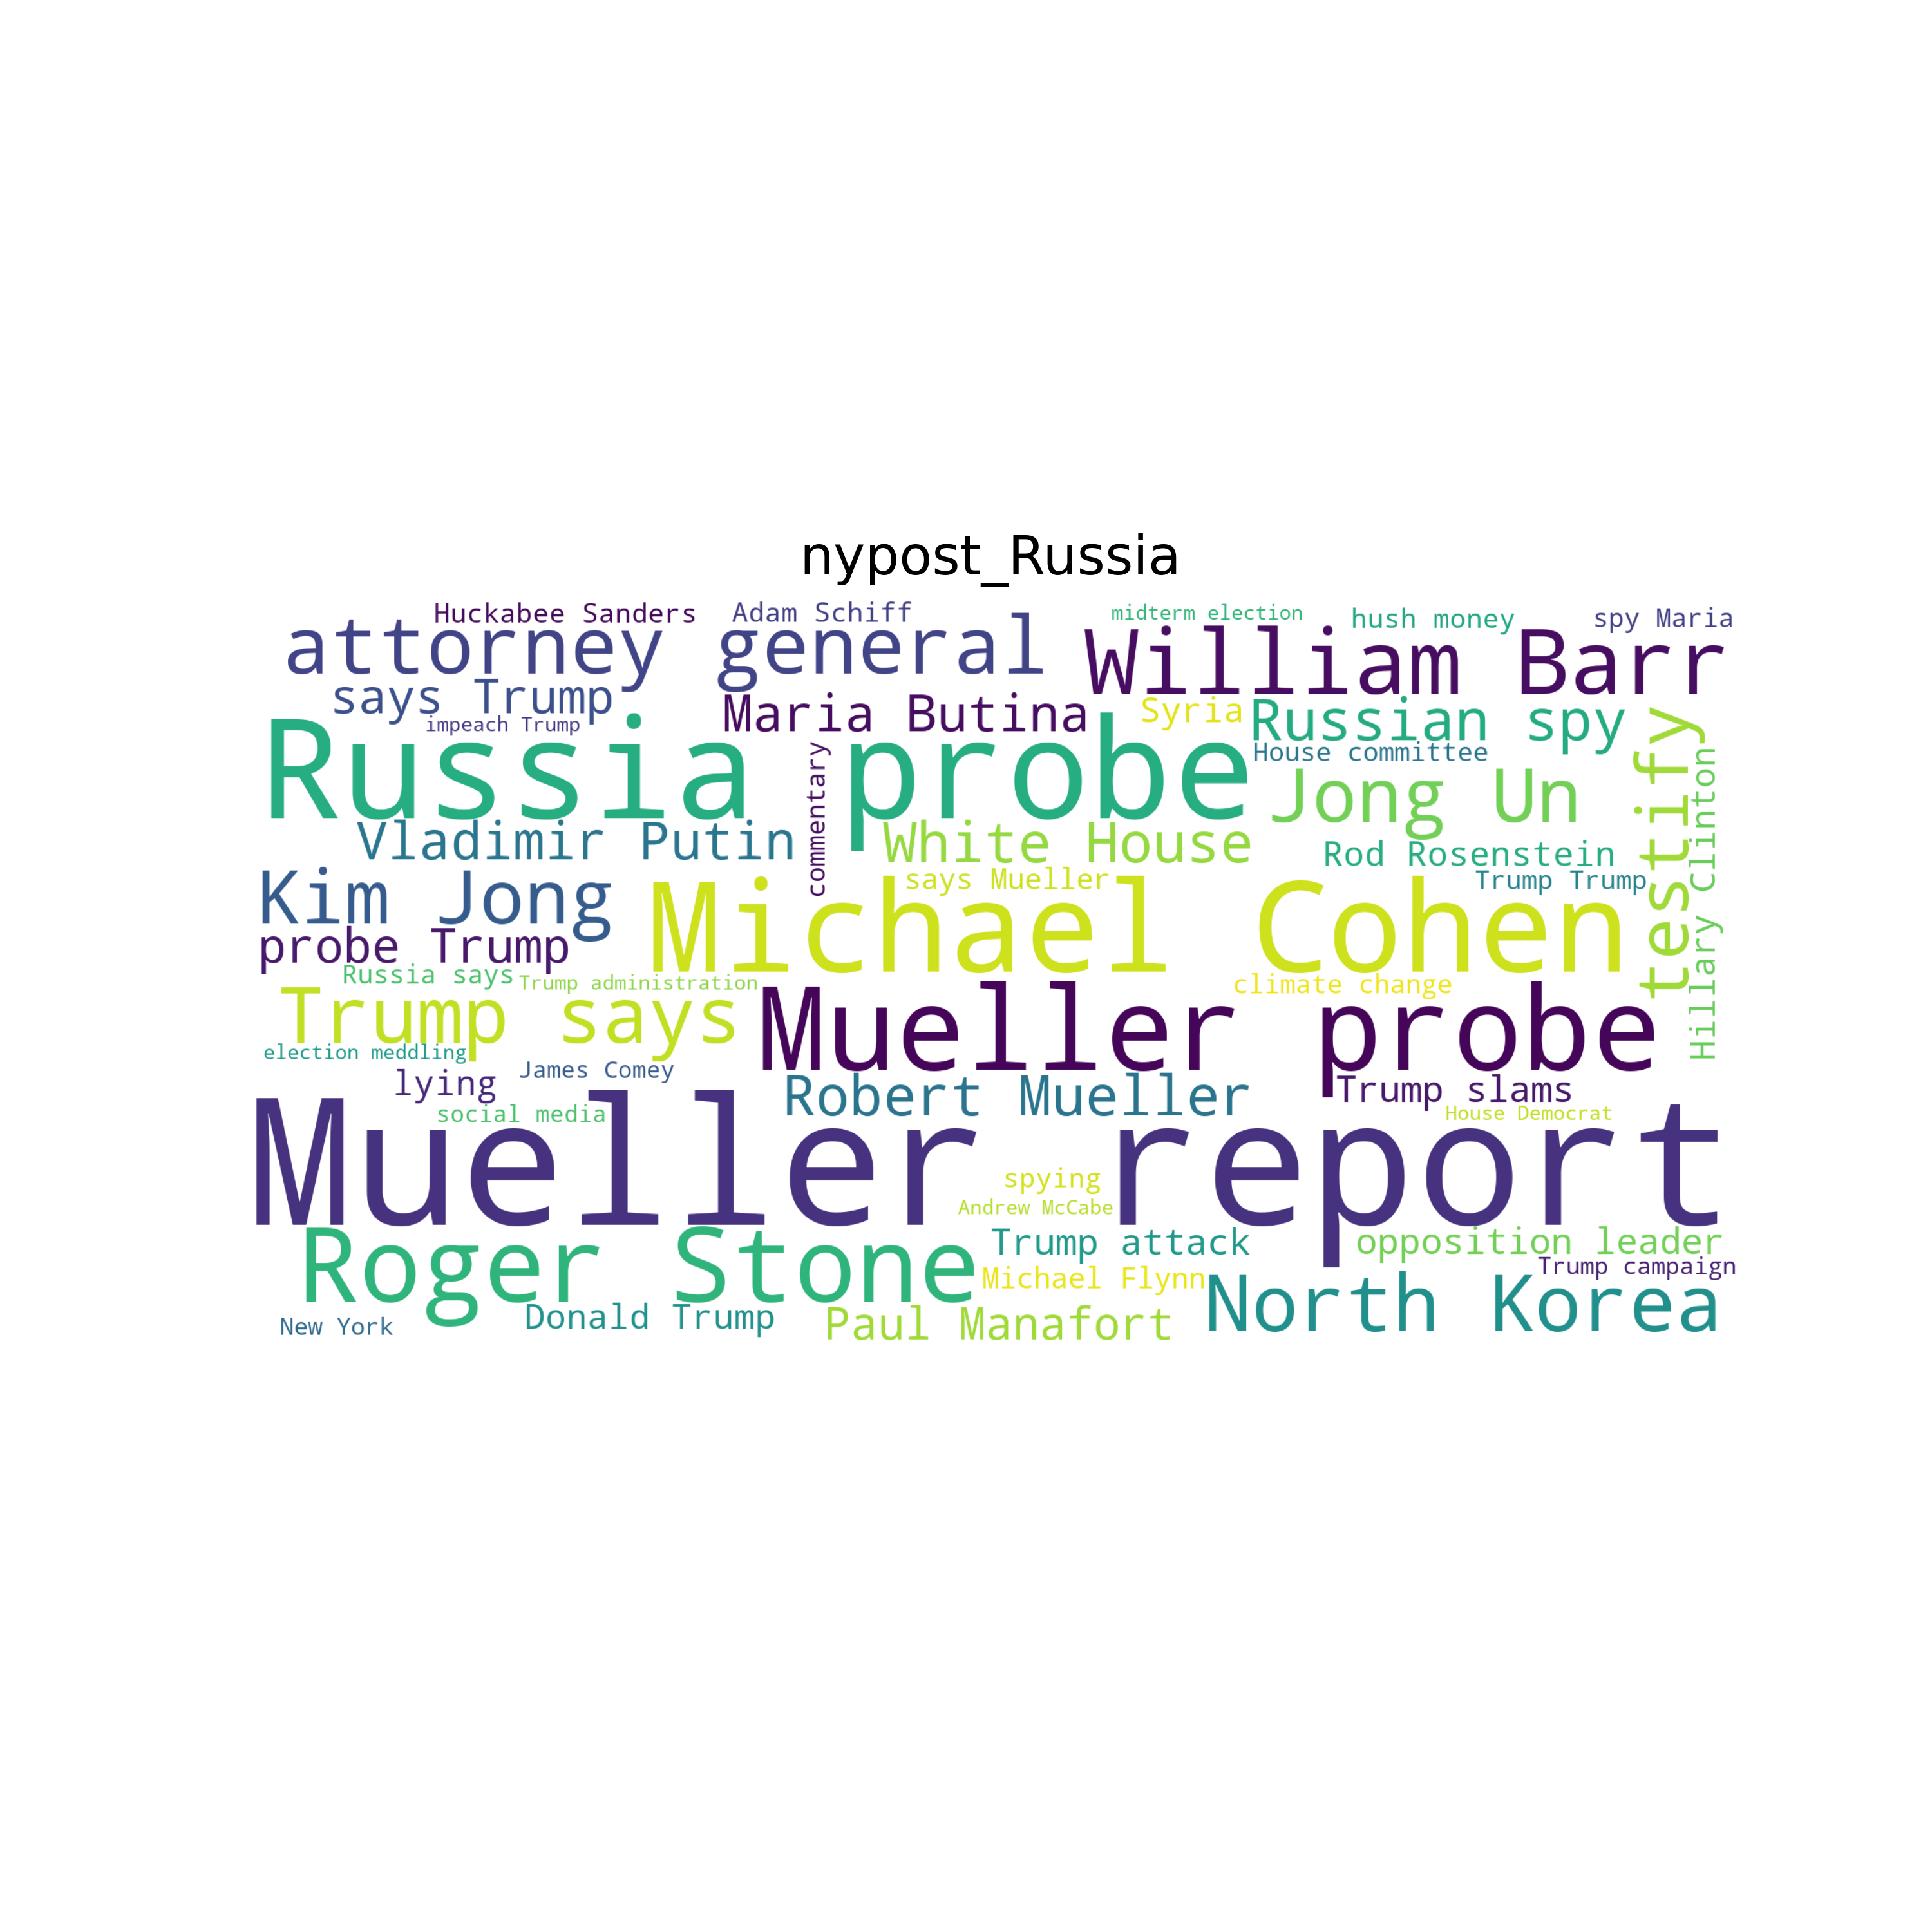 nypost_Russia
Huckabee Sanders
Adam Schiff
midterm election
hush money
spy Maria
attorney general
William Barr
says Trump
Maria Butina
Syria
Russian spy
impeach Trump
Russia probe
commentary
House committee
Jong Un
testify
Hillary Clinton
Vladimir Putin
White House
Rod Rosenstein
Kim Jong
says Mueller
Trump Trump
Michael Cohen
probe Trump
Russia says
Trump administration
climate change
Trump says
Mueller probe
election meddling
James Comey
lying
Robert Mueller
Trump slams
social media
House Democrat
Mueller report
spying
Andrew McCabe
Roger Stone
Trump attack
opposition leader
Michael Flynn
Trump campaign
North Korea
New York
Donald Trump
Paul Manafort